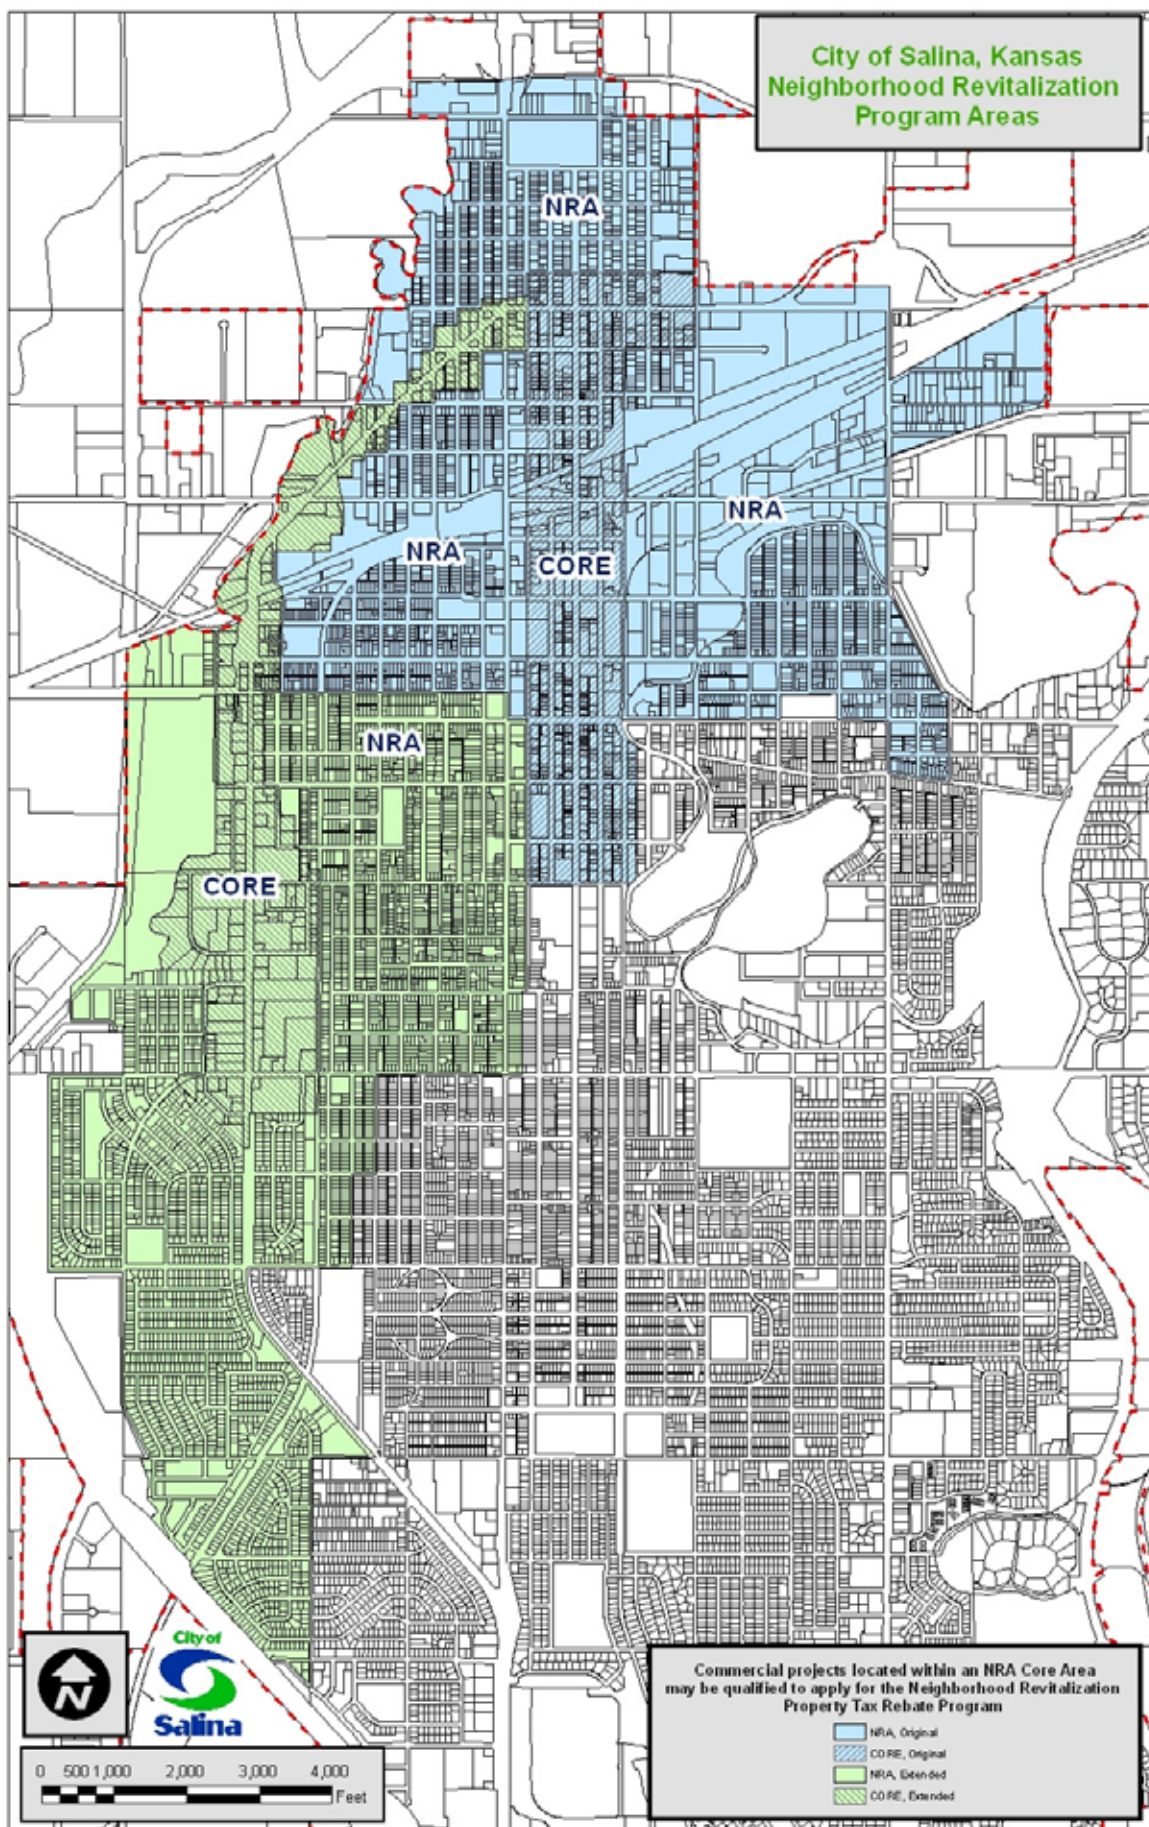 City of Salina, Kansas
Neighborhood Revitalization
Program Areas
NRA
NRA
NRA
CORE
NRA
CORE
N
City of
Salina
0 500 1,000 2,000 3,000 4,000
Feet
Commercial projects located within an NRA Core Area
may be qualified to apply for the Neighborhood Revitalization
Property Tax Rebate Program
NRA, Original
CORE, Original
NRA, Extended
CORE, Extended